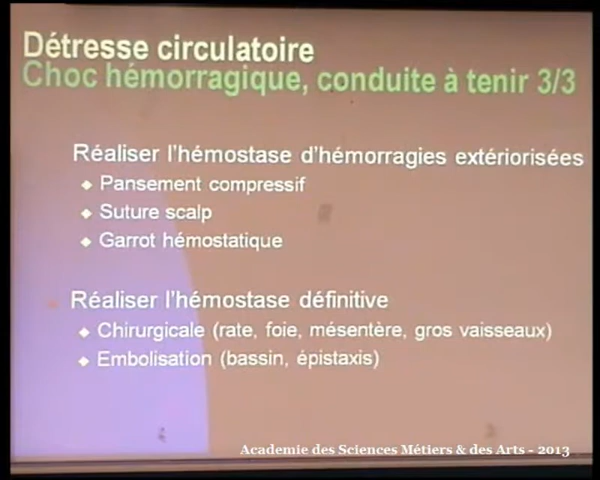 Détresse circulatoire
Choc hémorragique, conduite à tenir 3/3
Réaliser l'hémostase d'hémorragies extériorisées
◆ Pansement compressif
◆ Suture scalp
◆ Garrot hémostatique
Réaliser l'hémostase définitive
◆ Chirurgicale (rate, foie, mésentère, gros vaisseaux)
◆ Embolisation (bassin, épistaxis)
Academie des Sciences Métiers & des Arts - 2013